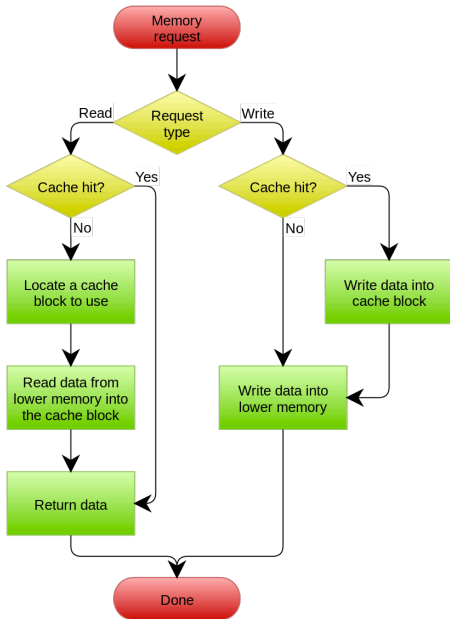 Memory
request
Request
type
Read
Write
Cache hit?
Yes
No
Cache hit?
Yes
No
Locate a cache
block to use
Write data into
cache block
Read data from
lower memory into
the cache block
Write data into
lower memory
Return data
Done